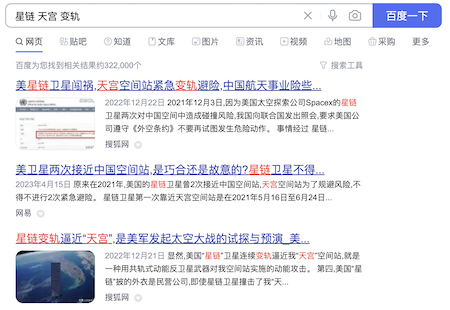 星链 天宫 变轨
百度一下
网页 贴吧 知道 文库 图片 资讯 视频 地图 采购 更多
百度为您找到相关结果约322,000个 搜索工具
美星链卫星闯祸,天宫空间站紧急变轨避险,中国航天事业险些...
2022年12月22日 2021年12月3日,因为美国太空探索公司Spacex的星链
卫星两次对中国空间中造成碰撞风险,我国向联合国发出照会,要求美国公
司遵守《外空条约》不要再试图发生危险动作。 事情经过 星链...
搜狐网
美卫星两次接近中国空间站,是巧合还是故意的?星链卫星不得...
2023年4月15日 原来在2021年,美国的星链卫星曾2次接近中国空间站,天宫空间站为了规避风险,不
得不进行2次紧急避险。 星链卫星第一次靠近天宫空间站是在2021年5月16日至6月24日...
网易
星链变轨逼近“天宫”,是美军发起太空大战的试探与预演_美...
2022年12月21日 显然,美国“星链”卫星连续变轨逼近我“天宫”空间站,就是
一种用共轨式动能反卫星武器对我空间站实施的动能攻击。 第四,美国“星
链”披的外衣是民营公司,即使星链卫星撞击了我“天...
搜狐网